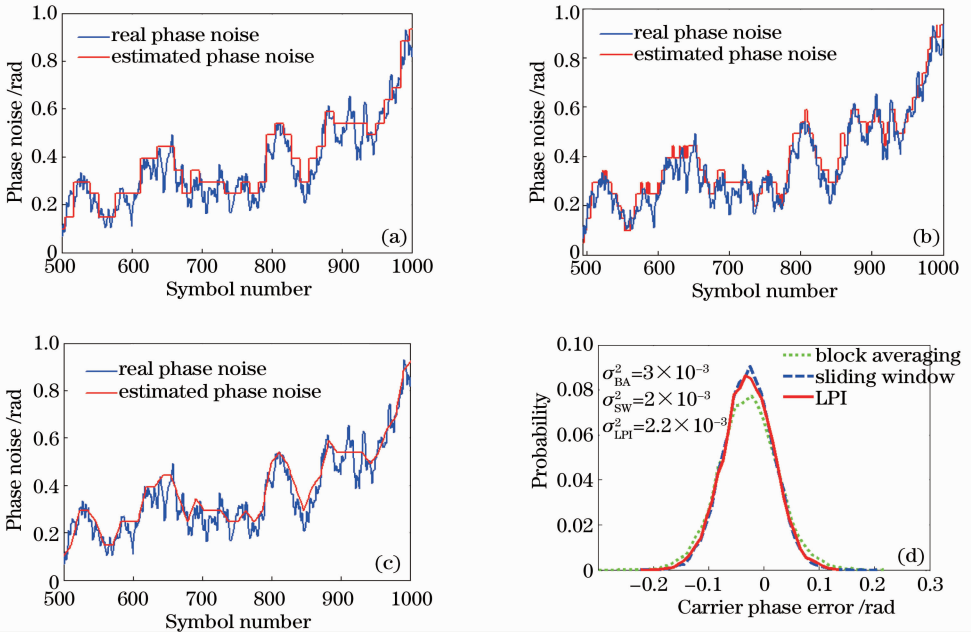 1.0
0.8
0.6
0.4
0.2
0
Phase noise /rad
real phase noise
estimated phase noise
(a)
500 600 700 800 900 1000
Symbol number
1.0
0.8
0.6
0.4
0.2
0
Phase noise /rad
real phase noise
estimated phase noise
(b)
500 600 700 800 900 1000
Symbol number
1.0
0.8
0.6
0.4
0.2
0
Phase noise /rad
real phase noise
estimated phase noise
(c)
500 600 700 800 900 1000
Symbol number
0.10
0.08
0.06
0.04
0.02
0
Probability
σ²_BA=3×10⁻³
σ²_SW=2×10⁻³
σ²_LPI=2.2×10⁻³
block averaging
sliding window
LPI
(d)
−0.2 −0.1 0 0.1 0.2 0.3
Carrier phase error /rad